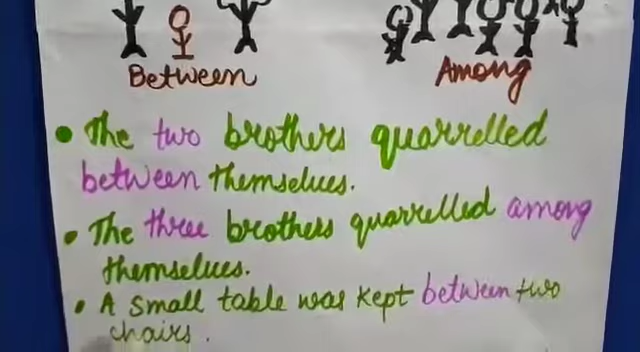 Between Among
• The two brothers quarrelled
between themselves.
• The three brothers quarrelled among
themselves.
• A small table was kept between two
chairs.